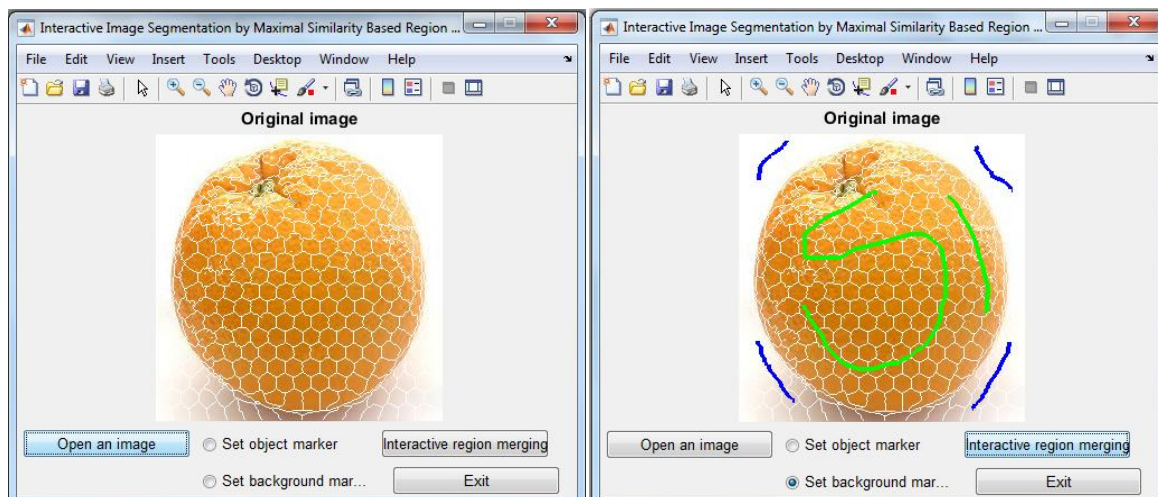 Interactive Image Segmentation by Maximal Similarity Based Region ...
File Edit View Insert Tools Desktop Window Help
Original image
Open an image
Set object marker
Interactive region merging
Set background mar...
Exit
Interactive Image Segmentation by Maximal Similarity Based Region ...
File Edit View Insert Tools Desktop Window Help
Original image
Open an image
Set object marker
Interactive region merging
Set background mar...
Exit